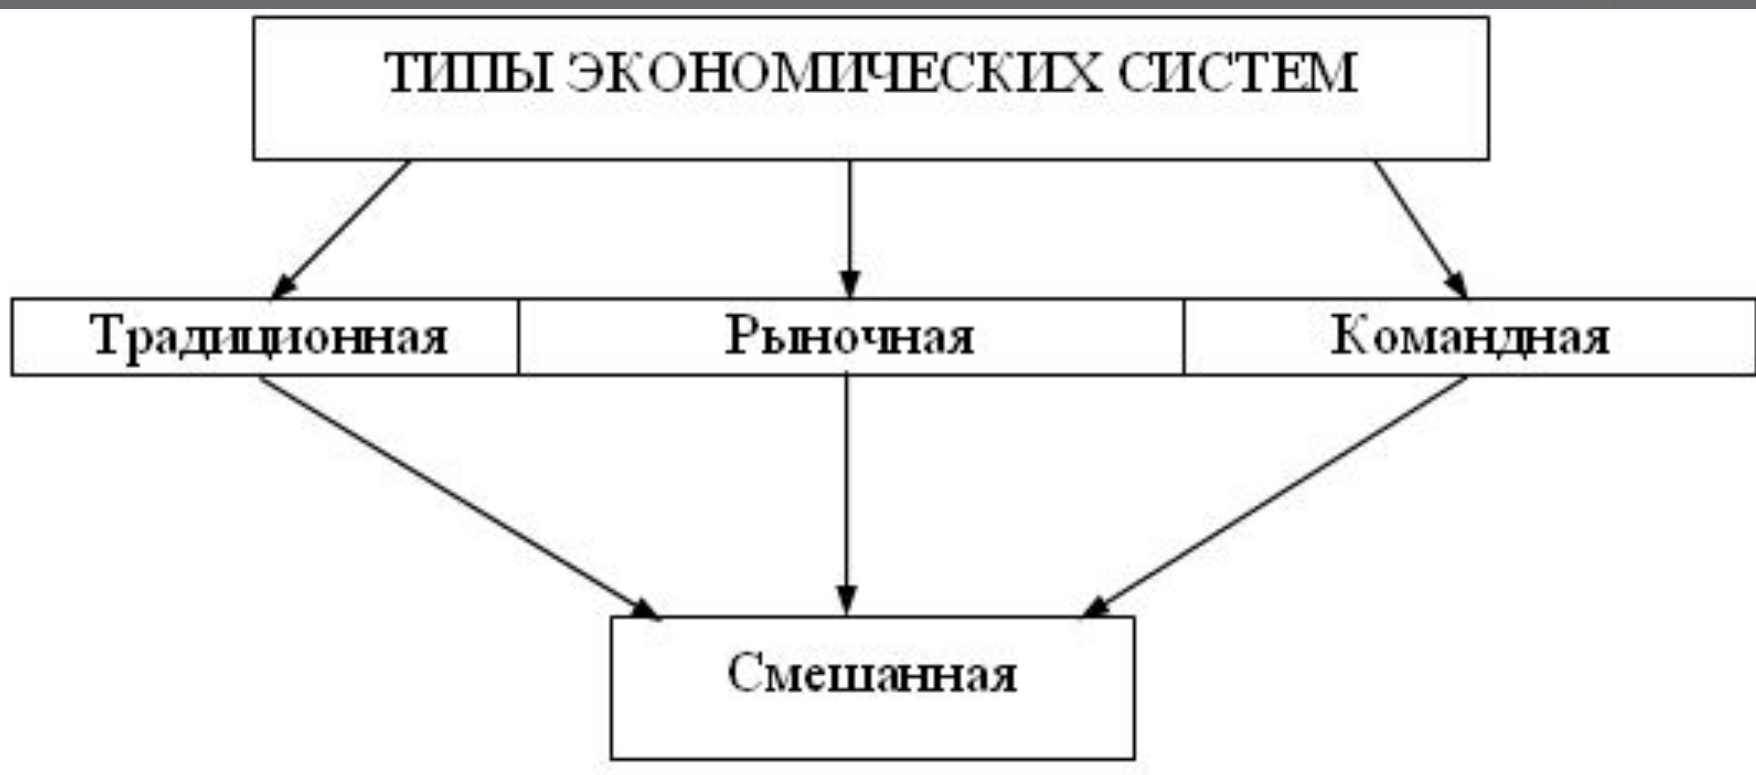 ТИПЫ ЭКОНОМИЧЕСКИХ СИСТЕМ
Традиционная
Рыночная
Командная
Смешанная